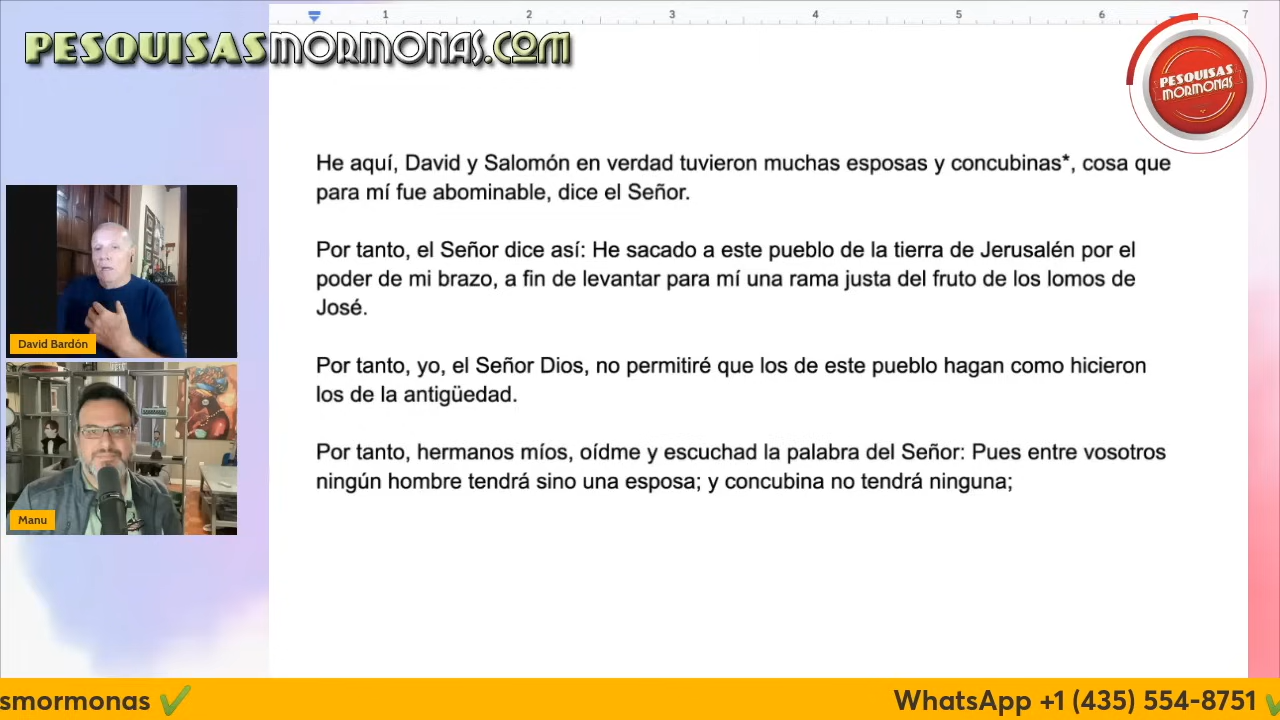 1 2 3 4 5 6 7
PESQUISASMORMONAS.COM
PESQUISAS
MORMONAS
He aquí, David y Salomón en verdad tuvieron muchas esposas y concubinas*, cosa que
para mí fue abominable, dice el Señor.
Por tanto, el Señor dice así: He sacado a este pueblo de la tierra de Jerusalén por el
poder de mi brazo, a fin de levantar para mí una rama justa del fruto de los lomos de
José.
Por tanto, yo, el Señor Dios, no permitiré que los de este pueblo hagan como hicieron
los de la antigüedad.
Por tanto, hermanos míos, oídme y escuchad la palabra del Señor: Pues entre vosotros
ningún hombre tendrá sino una esposa; y concubina no tendrá ninguna;
David Bardón
Manu
smormonas ✔ WhatsApp +1 (435) 554-8751